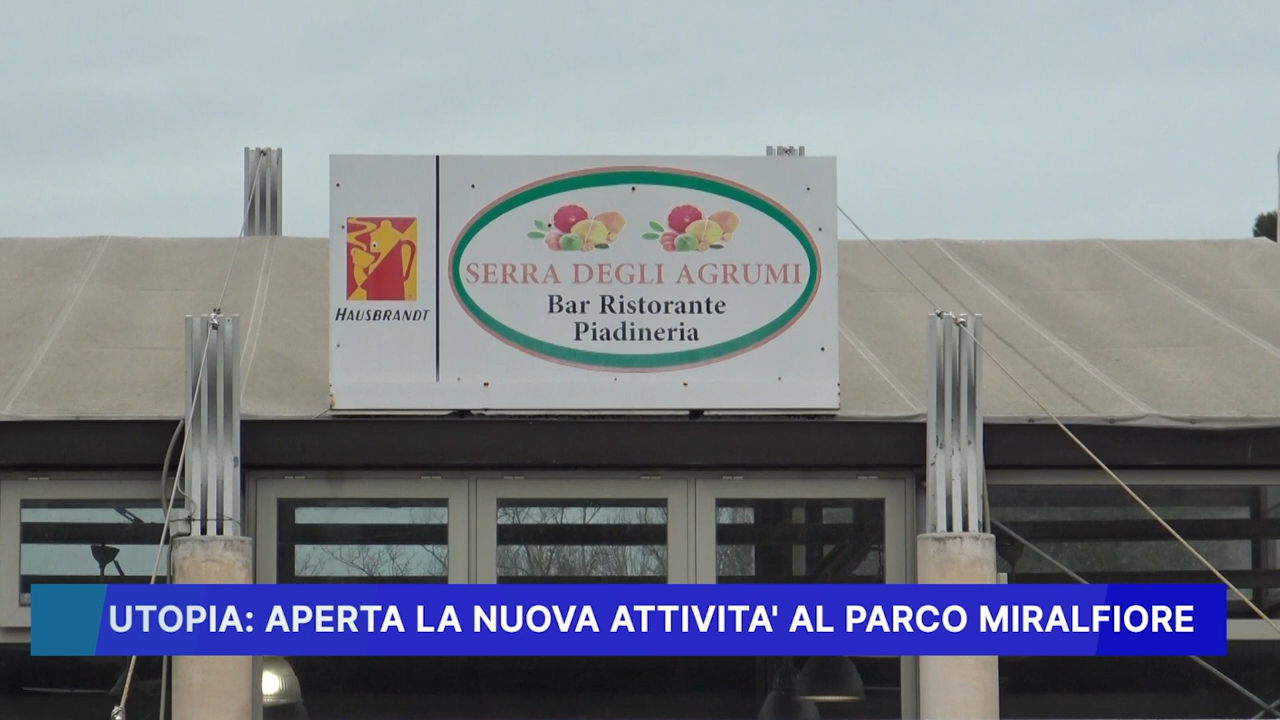 SERRA DEGLI AGRUMI
Bar Ristorante
Piadineria
HAUSBRANDT
UTOPIA: APERTA LA NUOVA ATTIVITA' AL PARCO MIRALFIORE